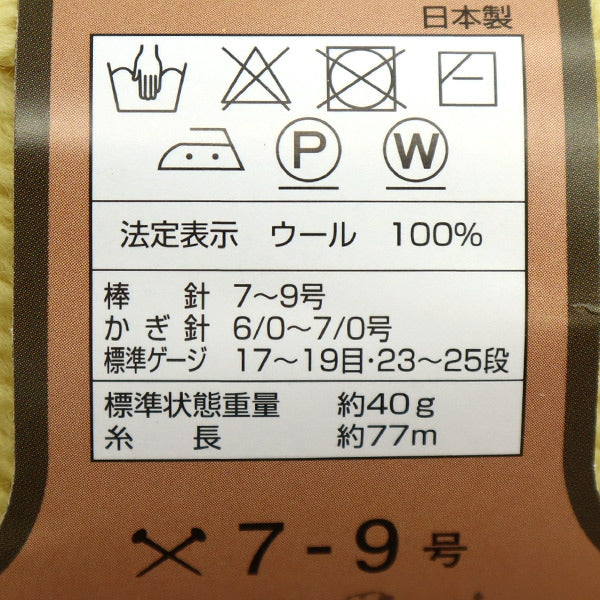 日本製
P W
法定表示 ウール 100%
棒針 7〜9号
かぎ針 6/0〜7/0号
標準ゲージ 17〜19目・23〜25段
標準状態重量 約40g
糸長 約77m
7-9号